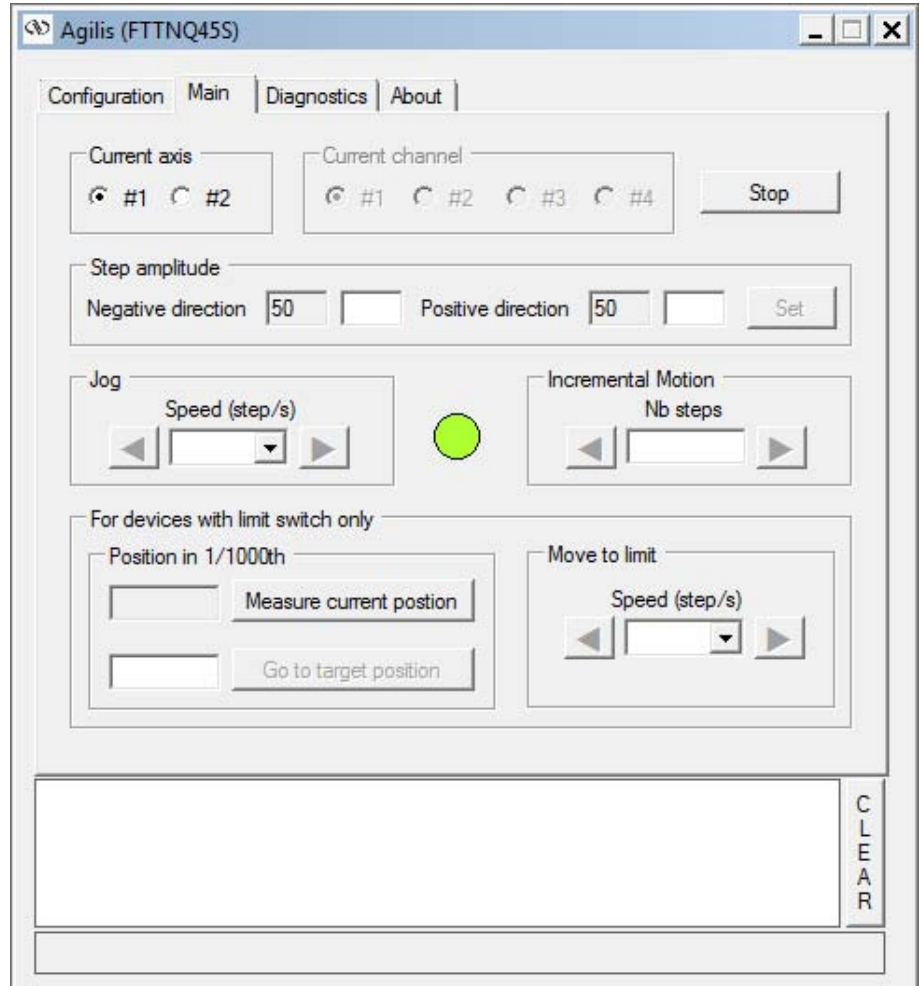 Agilis (FTTNQ45S)
Configuration Main Diagnostics About
Current axis
#1 #2
Current channel
#1 #2 #3 #4
Stop
Step amplitude
Negative direction 50 Positive direction 50 Set
Jog
Speed (step/s)
Incremental Motion
Nb steps
For devices with limit switch only
Position in 1/1000th
Measure current postion
Go to target position
Move to limit
Speed (step/s)
CLEAR